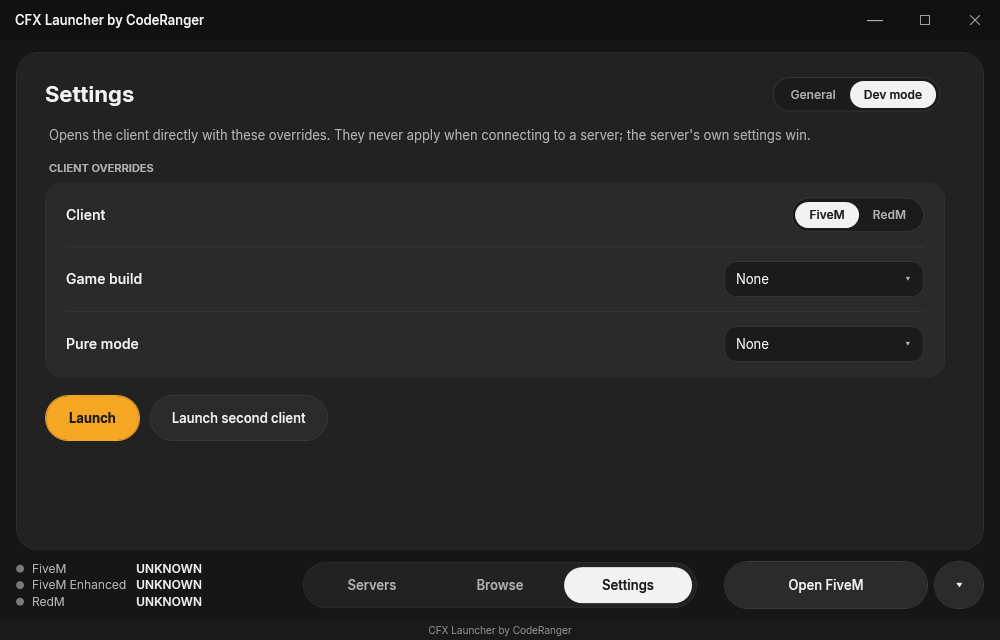 CFX Launcher by CodeRanger
Settings
General Dev mode
Opens the client directly with these overrides. They never apply when connecting to a server; the server's own settings win.
CLIENT OVERRIDES
Client FiveM RedM
Game build None
Pure mode None
Launch Launch second client
FiveM UNKNOWN
FiveM Enhanced UNKNOWN
RedM UNKNOWN
Servers Browse Settings
Open FiveM
CFX Launcher by CodeRanger